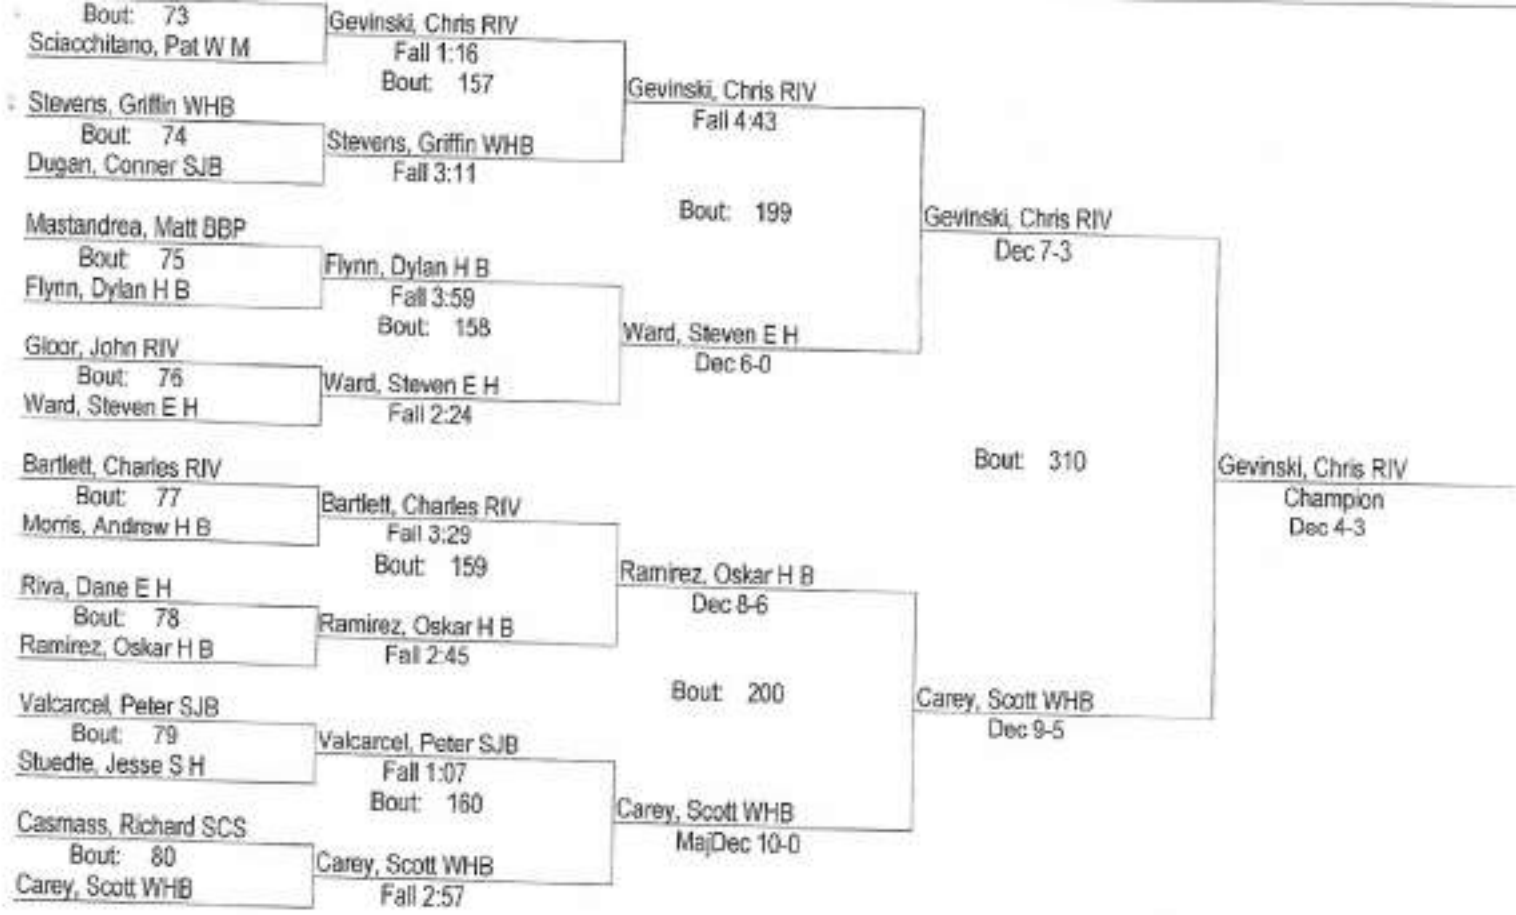 Bout: 73
Sciacchitano, Pat W M
Stevens, Griffin WHB
Bout: 74
Dugan, Conner SJB
Mastandrea, Matt BBP
Bout: 75
Flynn, Dylan H B
Gloor, John RIV
Bout: 76
Ward, Steven E H
Bartlett, Charles RIV
Bout: 77
Morris, Andrew H B
Riva, Dane E H
Bout: 78
Ramirez, Oskar H B
Valcarcel, Peter SJB
Bout: 79
Stuedte, Jesse S H
Casmass, Richard SCS
Bout: 80
Carey, Scott WHB
Gevinski, Chris RIV
Fall 1:16
Bout: 157
Stevens, Griffin WHB
Fall 3:11
Flynn, Dylan H B
Fall 3:59
Bout: 158
Ward, Steven E H
Fall 2:24
Bartlett, Charles RIV
Fall 3:29
Bout: 159
Ramirez, Oskar H B
Fall 2:45
Valcarcel, Peter SJB
Fall 1:07
Bout: 160
Carey, Scott WHB
Fall 2:57
Gevinski, Chris RIV
Fall 4:43
Bout: 199
Ward, Steven E H
Dec 6-0
Ramirez, Oskar H B
Dec 8-6
Bout: 200
Carey, Scott WHB
MajDec 10-0
Gevinski, Chris RIV
Dec 7-3
Bout: 310
Carey, Scott WHB
Dec 9-5
Gevinski, Chris RIV
Champion
Dec 4-3